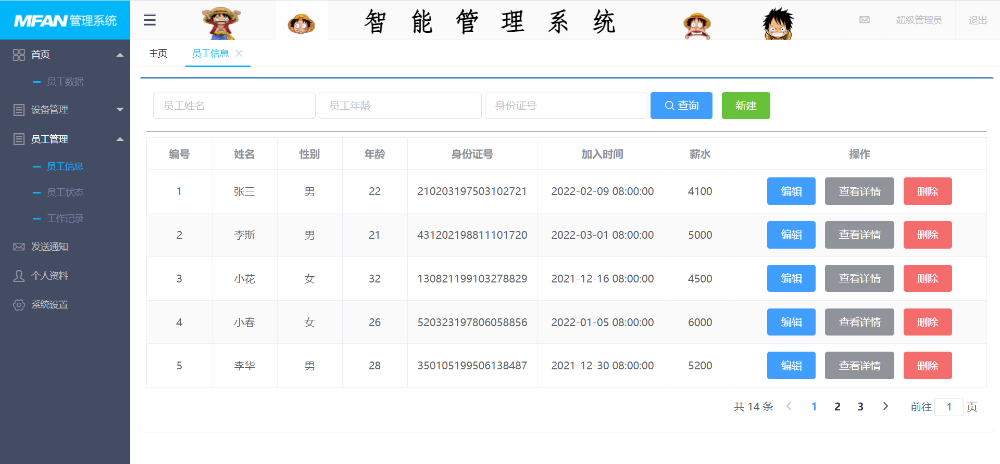 MFAN 管理系统
智 能 管 理 系 统
超级管理员
退出
首页
员工数据
设备管理
员工管理
员工信息
员工状态
工作记录
发送通知
个人资料
系统设置
主页 员工信息
员工姓名 员工年龄 身份证号 查询 新建
编号 姓名 性别 年龄 身份证号 加入时间 薪水 操作
1 张三 男 22 210203197503102721 2022-02-09 08:00:00 4100 编辑 查看详情 删除
2 李斯 男 21 431202198811101720 2022-03-01 08:00:00 5000 编辑 查看详情 删除
3 小花 女 32 130821199103278829 2021-12-16 08:00:00 4500 编辑 查看详情 删除
4 小春 女 26 520323197806058856 2022-01-05 08:00:00 6000 编辑 查看详情 删除
5 李华 男 28 350105199506138487 2021-12-30 08:00:00 5200 编辑 查看详情 删除
共 14 条 1 2 3 前往 1 页